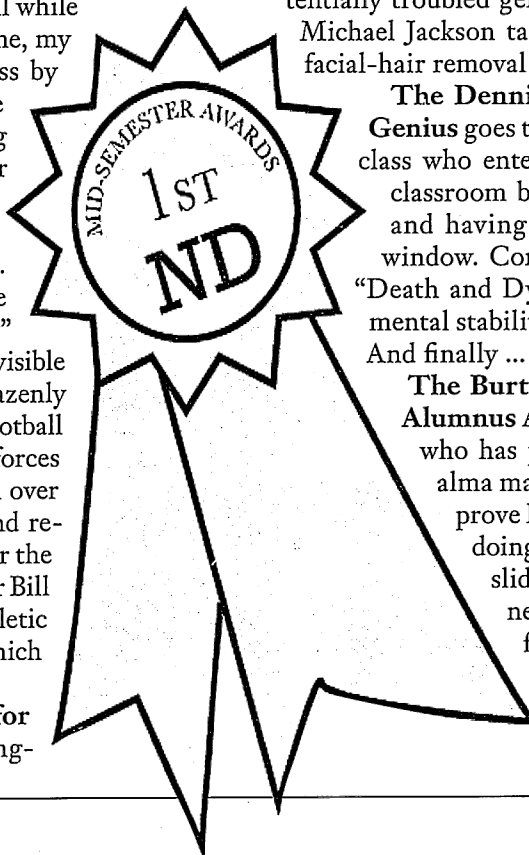 ll while
ne, my
ss by
e
g
r
.
e
”
visible
azenly
ootball
forces
over
nd re-
r the
r Bill
letic
hich
for
ng-
MID-SEMESTER AWARDS
1ST
ND
tentially troubled ge
Michael Jackson ta
facial-hair removal
The Denni
Genius goes t
class who ente
classroom b
and having
window. Con
“Death and Dy
mental stabilit
And finally ...
The Burt
Alumnus A
who has
alma ma
prove l
doing
slid
ne
f